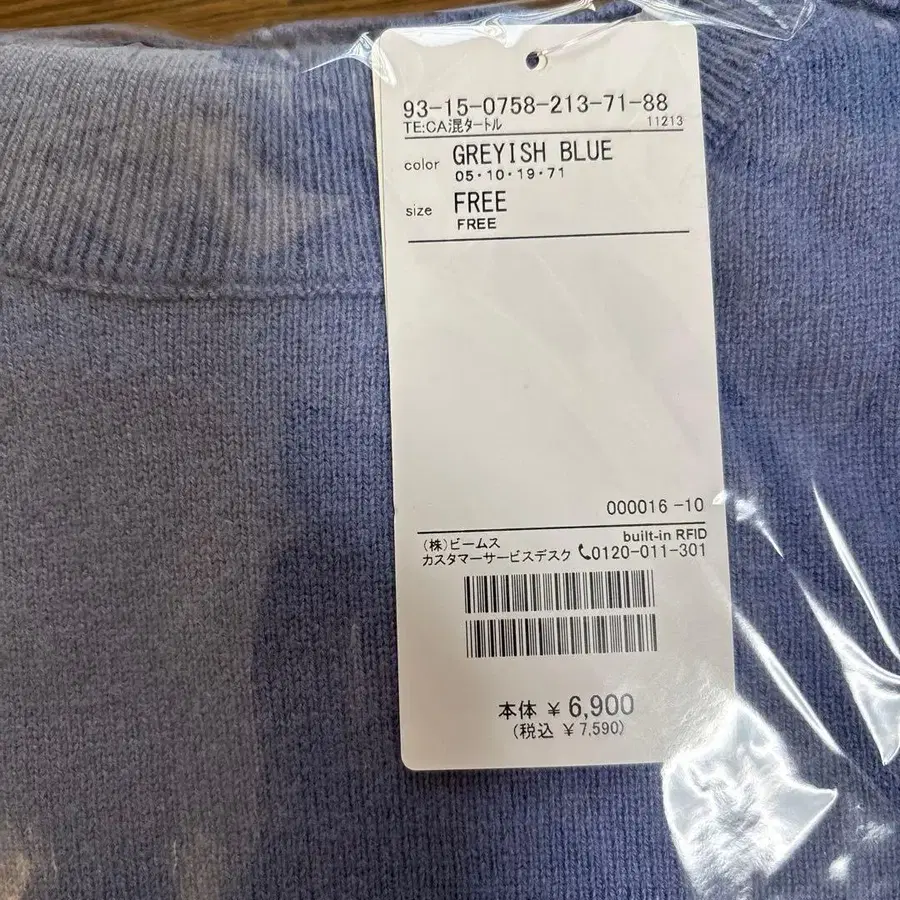 93-15-0758-213-71-88
TE:CA混タートル 11213
color GREYISH BLUE
05・10・19・71
size FREE
FREE
000016 -10
built-in RFID
(株)ビームス
カスタマーサービスデスク 0120-011-301
本体 ¥ 6,900
(税込 ¥ 7,590)